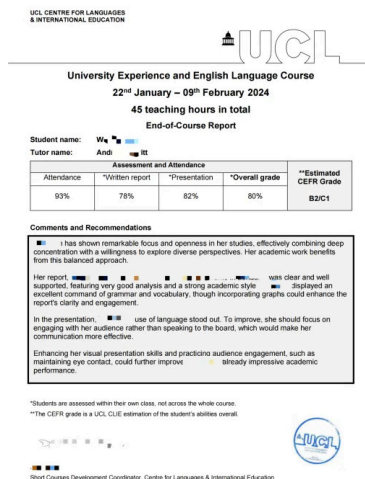 UCL CENTRE FOR LANGUAGES
& INTERNATIONAL EDUCATION
UCL
University Experience and English Language Course
22nd January – 09th February 2024
45 teaching hours in total
End-of-Course Report
Student name:
Tutor name:
Assessment and Attendance
**Estimated CEFR Grade
Attendance *Written report *Presentation *Overall grade
93% 78% 82% 80% B2/C1
Comments and Recommendations
has shown remarkable focus and openness in her studies, effectively combining deep
concentration with a willingness to explore diverse perspectives. Her academic work benefits
from this balanced approach.
Her report, was clear and well
supported, featuring very good analysis and a strong academic style displayed an
excellent command of grammar and vocabulary, though incorporating graphs could enhance the
report's clarity and engagement.
In the presentation, use of language stood out. To improve, she should focus on
engaging with her audience rather than speaking to the board, which would make her
communication more effective.
Enhancing her visual presentation skills and practicing audience engagement, such as
maintaining eye contact, could further improve already impressive academic
performance.
*Students are assessed within their own class, not across the whole course.
**The CEFR grade is a UCL CLIE estimation of the student's abilities overall.
UCL
Short Courses Development Coordinator, Centre for Languages & International Education